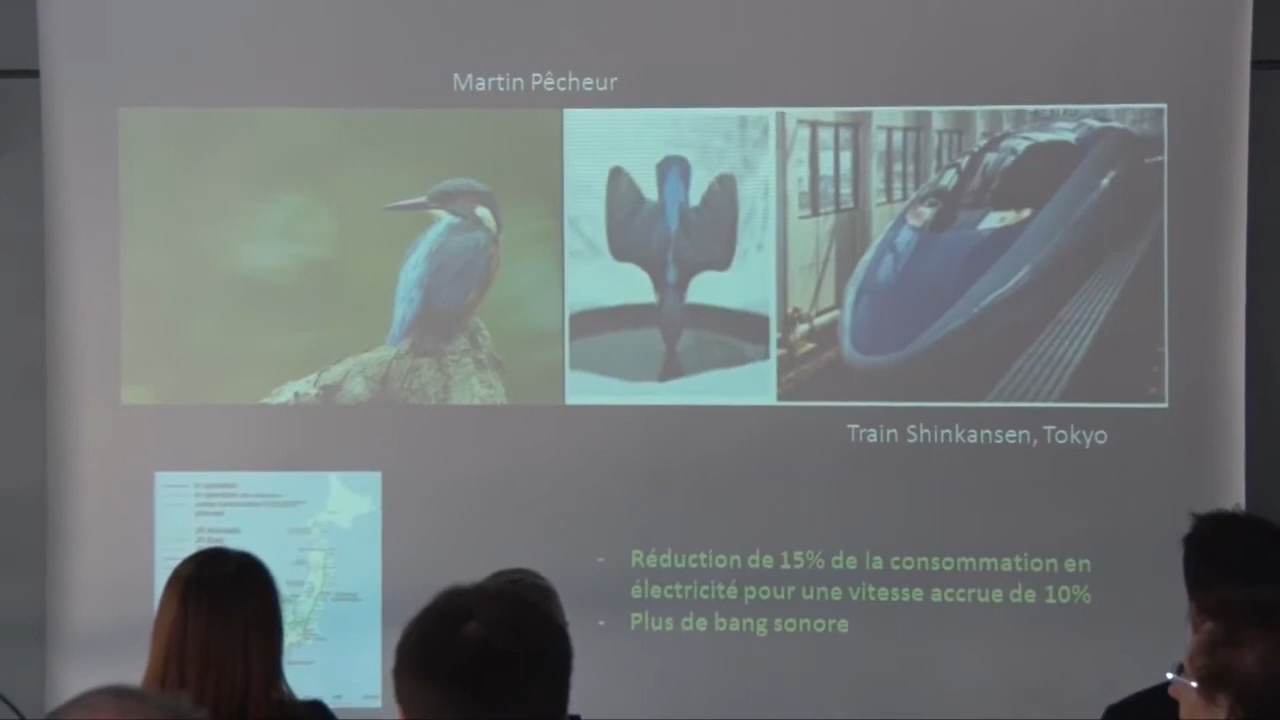 Martin Pêcheur
Train Shinkansen, Tokyo
- Réduction de 15% de la consommation en
électricité pour une vitesse accrue de 10%
- Plus de bang sonore